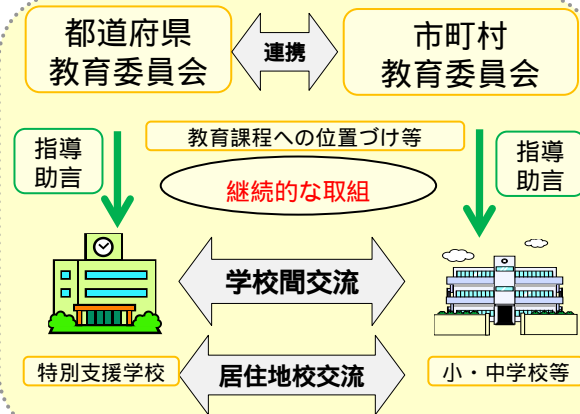 都道府県
教育委員会
連携
市町村
教育委員会
教育課程への位置づけ等
指導
助言
継続的な取組
指導
助言
学校間交流
特別支援学校
居住地校交流
小・中学校等